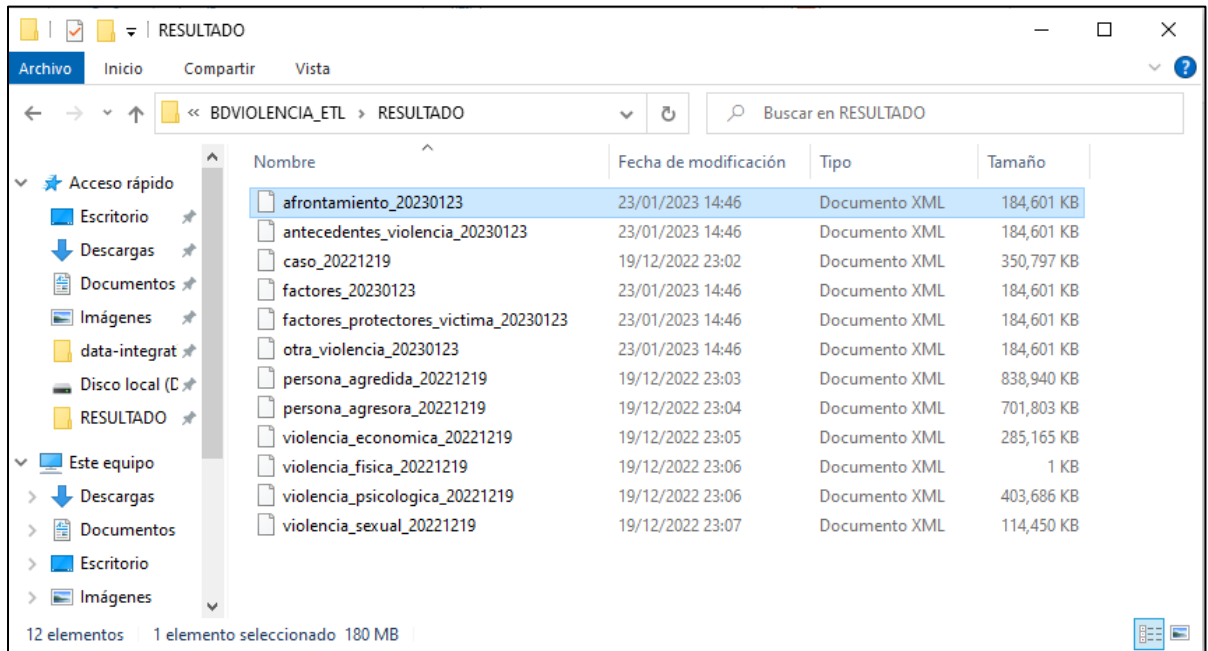 RESULTADO
Archivo Inicio Compartir Vista
« BDVIOLENCIA_ETL > RESULTADO Buscar en RESULTADO
Nombre Fecha de modificación Tipo Tamaño
Acceso rápido
Escritorio
Descargas
Documentos
Imágenes
data-integrat
Disco local (D
RESULTADO
Este equipo
Descargas
Documentos
Escritorio
Imágenes
afrontamiento_20230123 23/01/2023 14:46 Documento XML 184,601 KB
antecedentes_violencia_20230123 23/01/2023 14:46 Documento XML 184,601 KB
caso_20221219 19/12/2022 23:02 Documento XML 350,797 KB
factores_20230123 23/01/2023 14:46 Documento XML 184,601 KB
factores_protectores_victima_20230123 23/01/2023 14:46 Documento XML 184,601 KB
otra_violencia_20230123 23/01/2023 14:46 Documento XML 184,601 KB
persona_agredida_20221219 19/12/2022 23:03 Documento XML 838,940 KB
persona_agresora_20221219 19/12/2022 23:04 Documento XML 701,803 KB
violencia_economica_20221219 19/12/2022 23:05 Documento XML 285,165 KB
violencia_fisica_20221219 19/12/2022 23:06 Documento XML 1 KB
violencia_psicologica_20221219 19/12/2022 23:06 Documento XML 403,686 KB
violencia_sexual_20221219 19/12/2022 23:07 Documento XML 114,450 KB
12 elementos 1 elemento seleccionado 180 MB